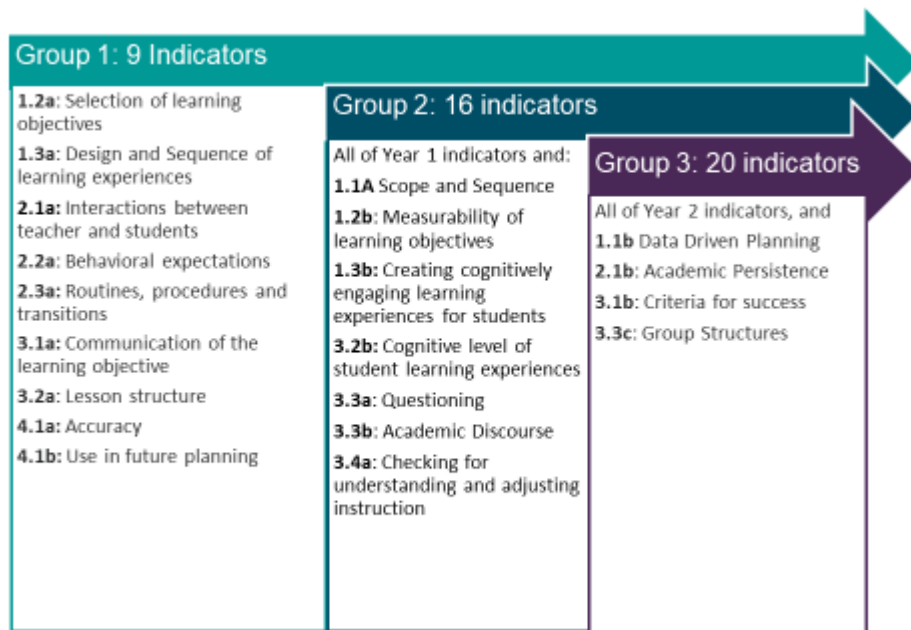 Group 1: 9 Indicators
1.2a: Selection of learning
objectives
1.3a: Design and Sequence of
learning experiences
2.1a: Interactions between
teacher and students
2.2a: Behavioral expectations
2.3a: Routines, procedures and
transitions
3.1a: Communication of the
learning objective
3.2a: Lesson structure
4.1a: Accuracy
4.1b: Use in future planning
Group 2: 16 indicators
All of Year 1 indicators and:
1.1A Scope and Sequence
1.2b: Measurability of
learning objectives
1.3b: Creating cognitively
engaging learning
experiences for students
3.2b: Cognitive level of
student learning experiences
3.3a: Questioning
3.3b: Academic Discourse
3.4a: Checking for
understanding and adjusting
instruction
Group 3: 20 indicators
All of Year 2 indicators, and
1.1b Data Driven Planning
2.1b: Academic Persistence
3.1b: Criteria for success
3.3c: Group Structures